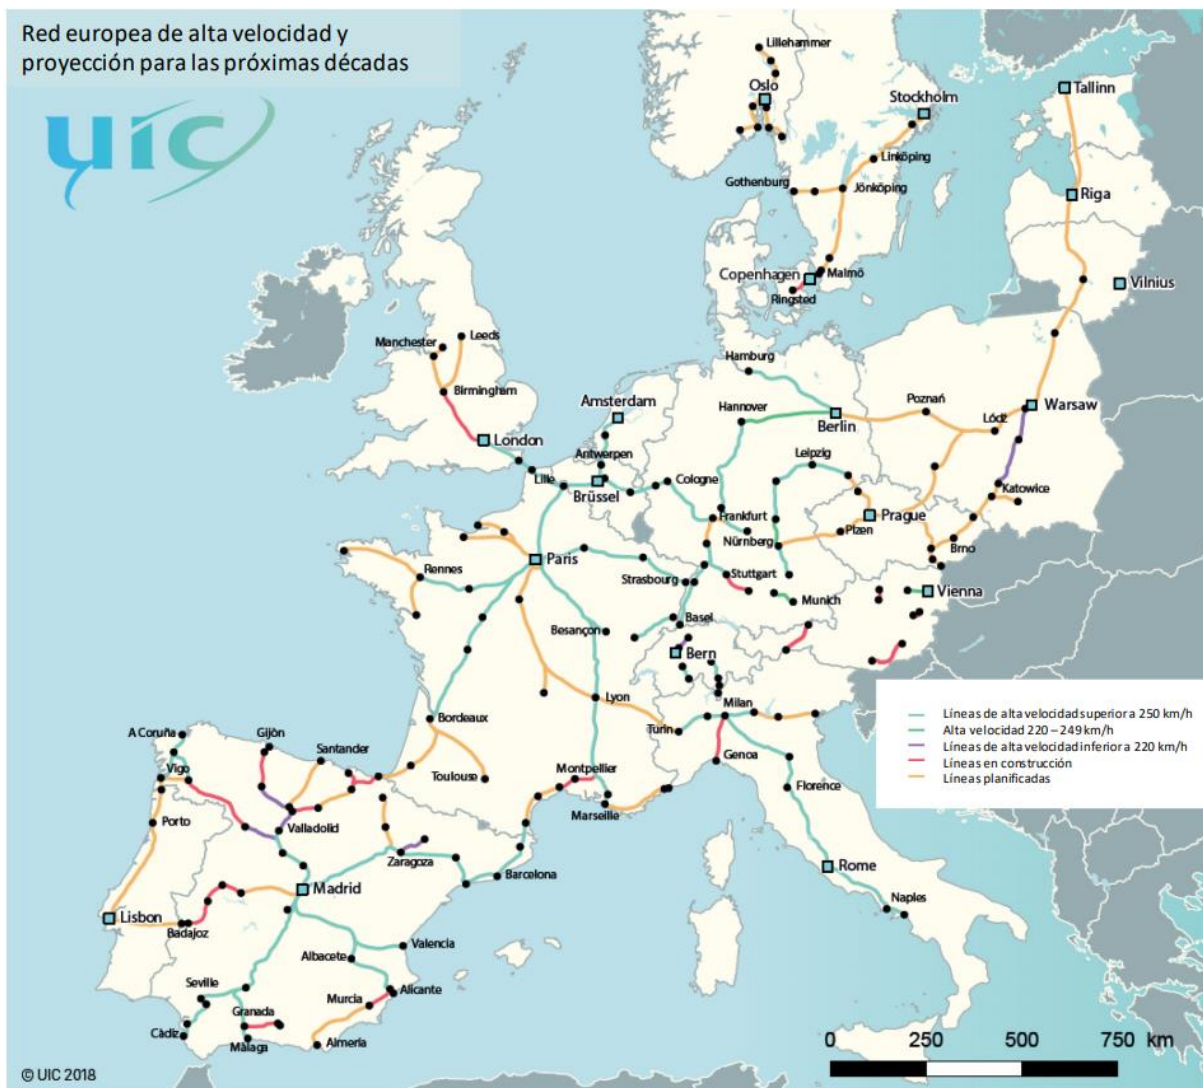 Red europea de alta velocidad y
proyección para las próximas décadas
uic
Lillehammer
Oslo
Stockholm
Tallinn
Linköping
Gothenburg
Jönköping
Riga
Copenhagen
Malmö
Ringsted
Vilnius
Manchester
Leeds
Birmingham
Hamburg
Amsterdam
Hannover
Berlin
Poznań
Lódz
Warsaw
London
Antwerpen
Leipzig
Lille
Brüssel
Cologne
Katowice
Frankfurt
Prague
Nürnberg
Plzen
Brno
Paris
Rennes
Strasbourg
Stuttgart
Munich
Vienna
Besançon
Basel
Bern
Lyon
Milan
Turin
Genoa
Bordeaux
A Coruña
Gijón
Santander
Toulouse
Montpellier
Vigo
Marseille
Florence
Porto
Valladolid
Zaragoza
Barcelona
Rome
Madrid
Lisbon
Badajoz
Naples
Valencia
Albacete
Seville
Alicante
Murcia
Granada
Càdiz
Màlaga
Almería
Líneas de alta velocidad superior a 250 km/h
Alta velocidad 220 – 249 km/h
Líneas de alta velocidad inferior a 220 km/h
Líneas en construcción
Líneas planificadas
0 250 500 750 km
© UIC 2018